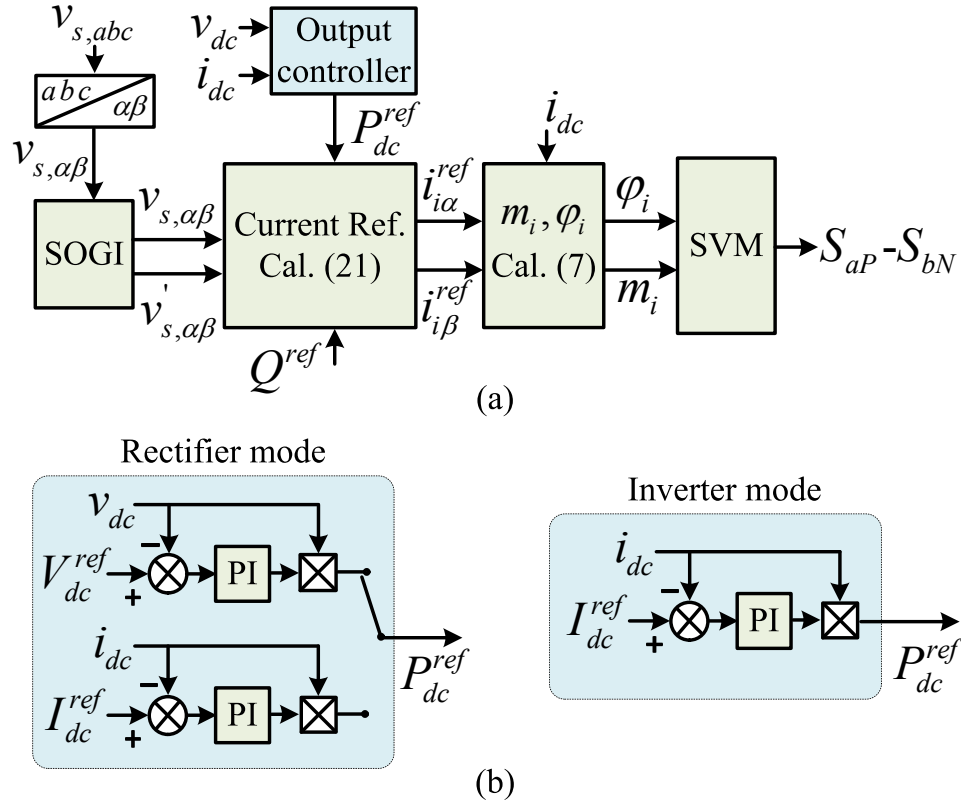 v_{s,abc}
abc
αβ
v_{s,αβ}
SOGI
v_{s,αβ}
v'_{s,αβ}
v_{dc}
i_{dc}
Output
controller
P_{dc}^{ref}
Current Ref.
Cal. (21)
Q^{ref}
i_{iα}^{ref}
i_{iβ}^{ref}
i_{dc}
m_i, φ_i
Cal. (7)
φ_i
m_i
SVM
S_{aP}-S_{bN}
(a)
Rectifier mode
v_{dc}
−
V_{dc}^{ref}
+
PI
i_{dc}
−
I_{dc}^{ref}
+
PI
P_{dc}^{ref}
Inverter mode
i_{dc}
−
I_{dc}^{ref}
+
PI
P_{dc}^{ref}
(b)